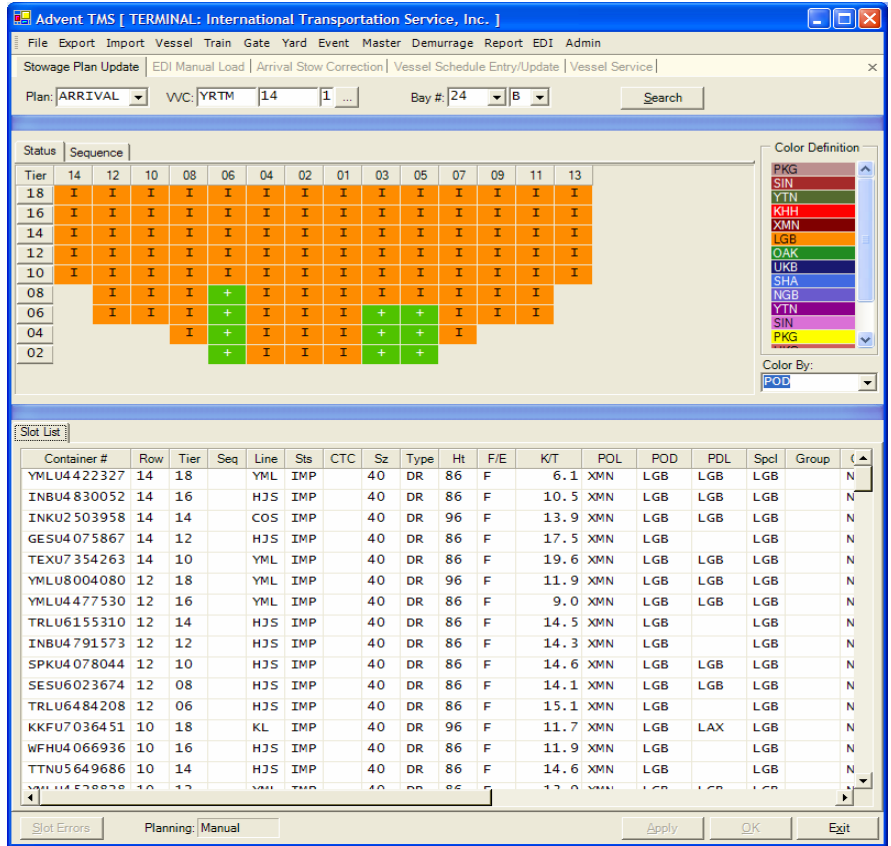 Advent TMS [ TERMINAL: International Transportation Service, Inc. ]
File Export Import Vessel Train Gate Yard Event Master Demurrage Report EDI Admin
Stowage Plan Update EDI Manual Load Arrival Stow Correction Vessel Schedule Entry/Update Vessel Service
Plan: ARRIVAL VVC: YRTM 14 1 ... Bay #: 24 B Search
Status Sequence
Tier 14 12 10 08 06 04 02 01 03 05 07 09 11 13
18 I I I I I I I I I I I I I I
16 I I I I I I I I I I I I I I
14 I I I I I I I I I I I I I I
12 I I I I I I I I I I I I I I
10 I I I I I I I I I I I I I I
08 I I I + I I I I I I I I
06 I I I + I I I + + I I I
04 I + I I I + + I
02 + I I I + +
Color Definition
PKG
SIN
YTN
KHH
XMN
LGB
OAK
UKB
SHA
NGB
YTN
SIN
PKG
Color By:
POD
Slot List
Container # Row Tier Seq Line Sts CTC Sz Type Ht F/E K/T POL POD PDL Spcl Group
YMLU4422327 14 18 YML IMP 40 DR 86 F 6.1 XMN LGB LGB LGB N
INBU4830052 14 16 HJS IMP 40 DR 86 F 10.5 XMN LGB LGB LGB N
INKU2503958 14 14 COS IMP 40 DR 96 F 13.9 XMN LGB LGB LGB N
GESU4075867 14 12 HJS IMP 40 DR 86 F 17.5 XMN LGB LGB N
TEXU7354263 14 10 YML IMP 40 DR 86 F 19.6 XMN LGB LGB LGB N
YMLU8004080 12 18 YML IMP 40 DR 96 F 11.9 XMN LGB LGB LGB N
YMLU4477530 12 16 YML IMP 40 DR 86 F 9.0 XMN LGB LGB LGB N
TRLU6155310 12 14 HJS IMP 40 DR 86 F 14.5 XMN LGB LGB N
INBU4791573 12 12 HJS IMP 40 DR 86 F 14.3 XMN LGB LGB N
SPKU4078044 12 10 HJS IMP 40 DR 86 F 14.6 XMN LGB LGB LGB N
SESU6023674 12 08 HJS IMP 40 DR 86 F 14.1 XMN LGB LGB LGB N
TRLU6484208 12 06 HJS IMP 40 DR 86 F 15.1 XMN LGB LGB N
KKFU7036451 10 18 KL IMP 40 DR 96 F 11.7 XMN LGB LAX LGB N
WFHU4066936 10 16 HJS IMP 40 DR 86 F 11.9 XMN LGB LGB N
TTNU5649686 10 14 HJS IMP 40 DR 86 F 14.6 XMN LGB LGB N
Slot Errors Planning: Manual Apply OK Exit